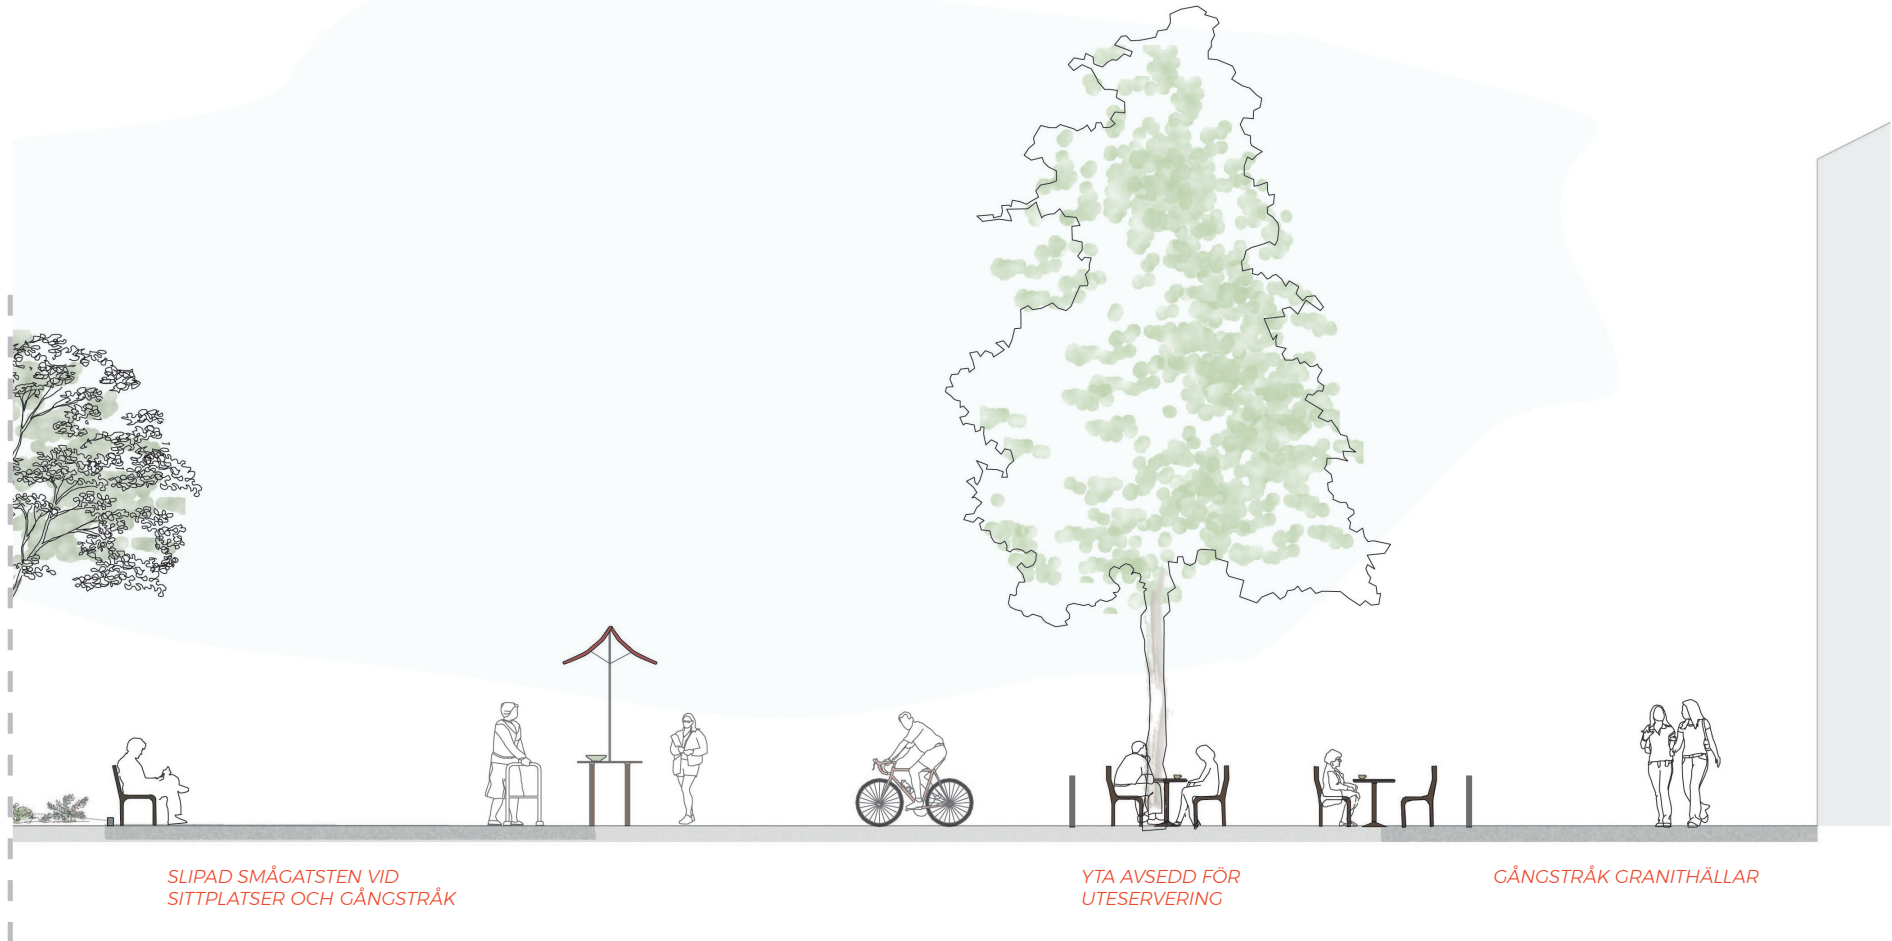 SLIPAD SMÅGATSTEN VID
SITTPLATSER OCH GÅNGSTRÅK
YTA AVSEDD FÖR
UTESERVERING
GÅNGSTRÅK GRANITHÄLLAR